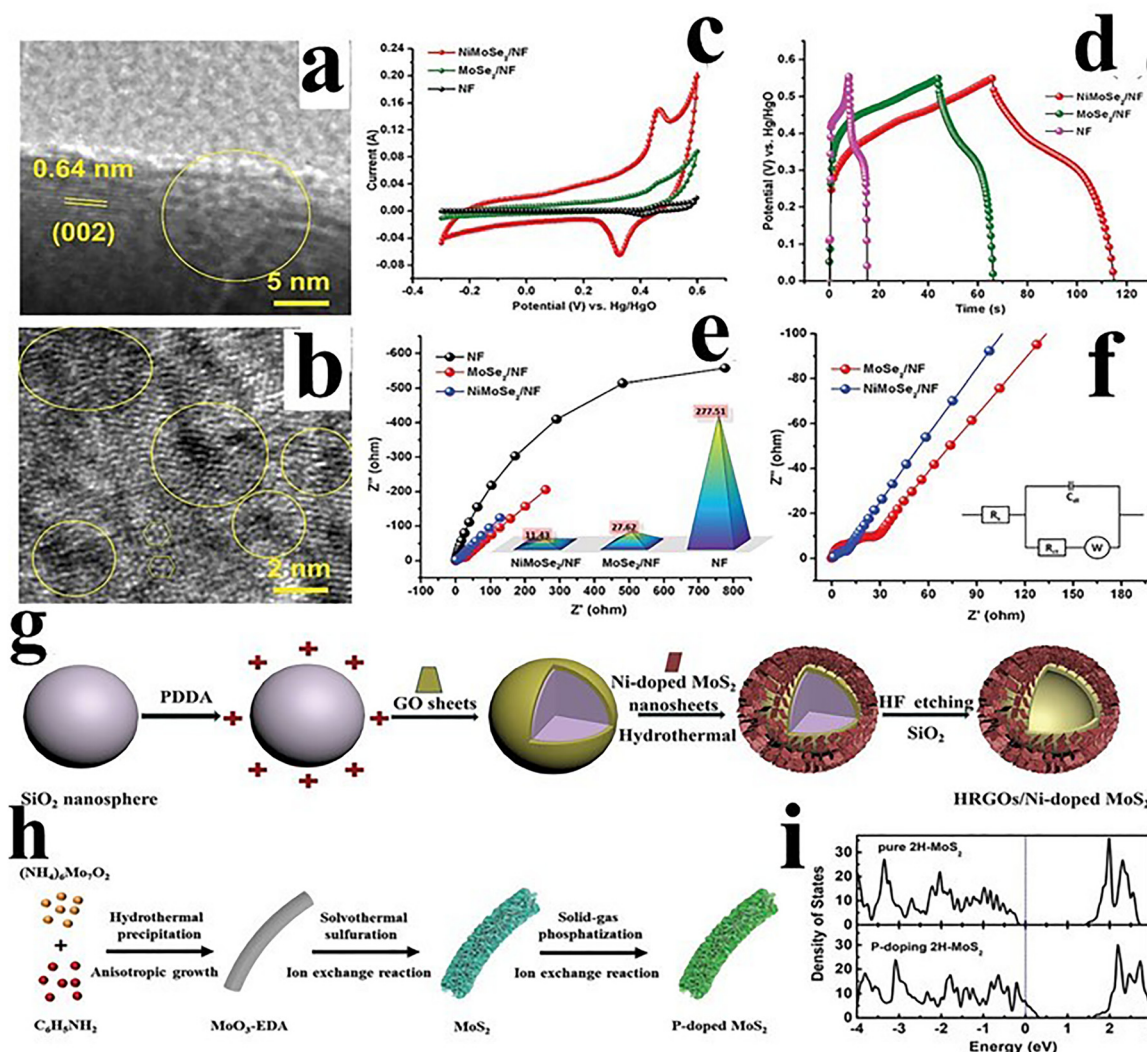 a
0.64 nm
(002)
5 nm
b
2 nm
c
NiMoSe2/NF
MoSe2/NF
NF
Current (A)
0.24
0.20
0.16
0.12
0.08
0.04
0.00
-0.04
-0.08
-0.4 -0.2 0.0 0.2 0.4 0.6
Potential (V) vs. Hg/HgO
d
NiMoSe2/NF
MoSe2/NF
NF
Potential (V) vs. Hg/HgO
0.6
0.5
0.4
0.3
0.2
0.1
0.0
0 20 40 60 80 100 120
Time (s)
e
NF
MoSe2/NF
NiMoSe2/NF
Z'' (ohm)
-600
-500
-400
-300
-200
-100
0
277.51
11.43
27.62
NiMoSe2/NF MoSe2/NF NF
-100 0 100 200 300 400 500 600 700 800
Z' (ohm)
f
MoSe2/NF
NiMoSe2/NF
Z'' (ohm)
-100
-80
-60
-40
-20
0
Rs
Rct
W
0 30 60 90 120 150 180
Z' (ohm)
g
PDDA
GO sheets
Ni-doped MoS2
nanosheets
Hydrothermal
HF etching
SiO2
SiO2 nanosphere
HRGOs/Ni-doped MoS2
h
(NH4)6Mo7O2
+
C6H5NH2
Hydrothermal
precipitation
Anisotropic growth
MoO3-EDA
Solvothermal
sulfuration
Ion exchange reaction
MoS2
Solid-gas
phosphatization
Ion exchange reaction
P-doped MoS2
i
Density of States
pure 2H-MoS2
30
20
10
0
P-doping 2H-MoS2
30
20
10
0
-4 -3 -2 -1 0 1 2
Energy (eV)